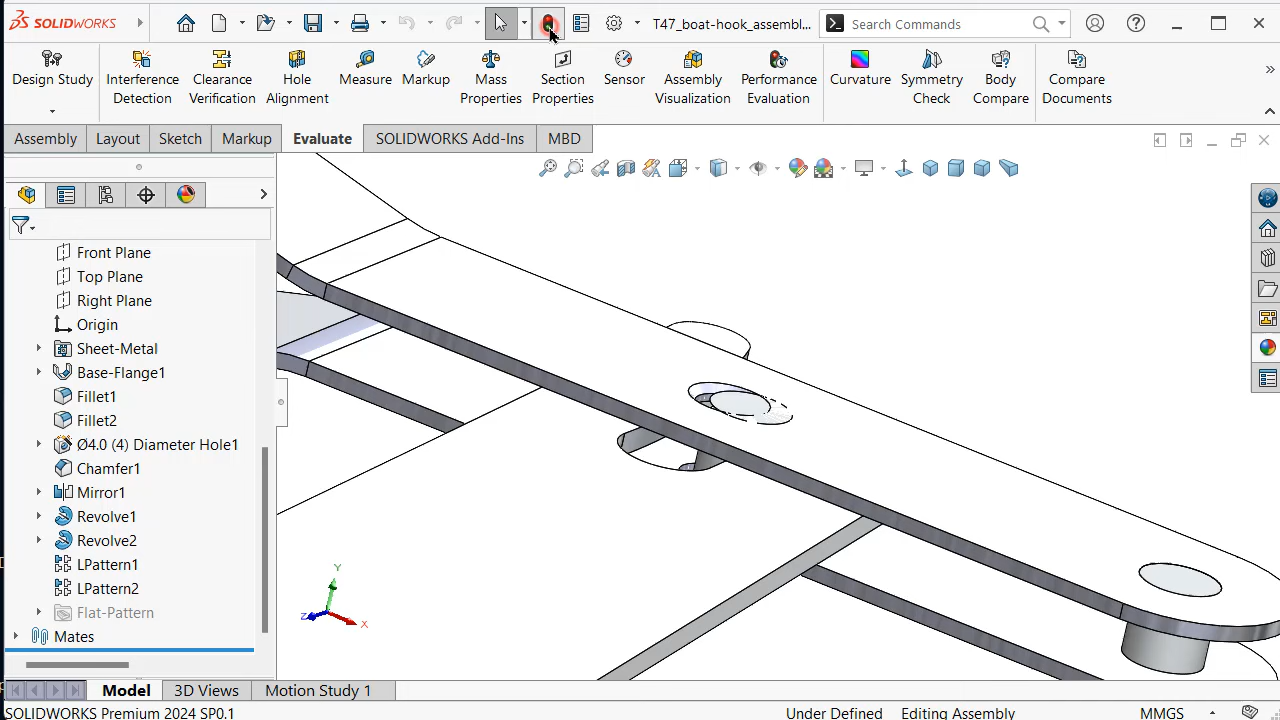 SOLIDWORKS
T47_boat-hook_assembl...
Search Commands
Design Study
Interference
Detection
Clearance
Verification
Hole
Alignment
Measure
Markup
Mass
Properties
Section
Properties
Sensor
Assembly
Visualization
Performance
Evaluation
Curvature
Symmetry
Check
Body
Compare
Compare
Documents
Assembly
Layout
Sketch
Markup
Evaluate
SOLIDWORKS Add-Ins
MBD
Front Plane
Top Plane
Right Plane
Origin
Sheet-Metal
Base-Flange1
Fillet1
Fillet2
Ø4.0 (4) Diameter Hole1
Chamfer1
Mirror1
Revolve1
Revolve2
LPattern1
LPattern2
Flat-Pattern
Mates
Y
Z
X
Model
3D Views
Motion Study 1
SOLIDWORKS Premium 2024 SP0.1
Under Defined
Editing Assembly
MMGS